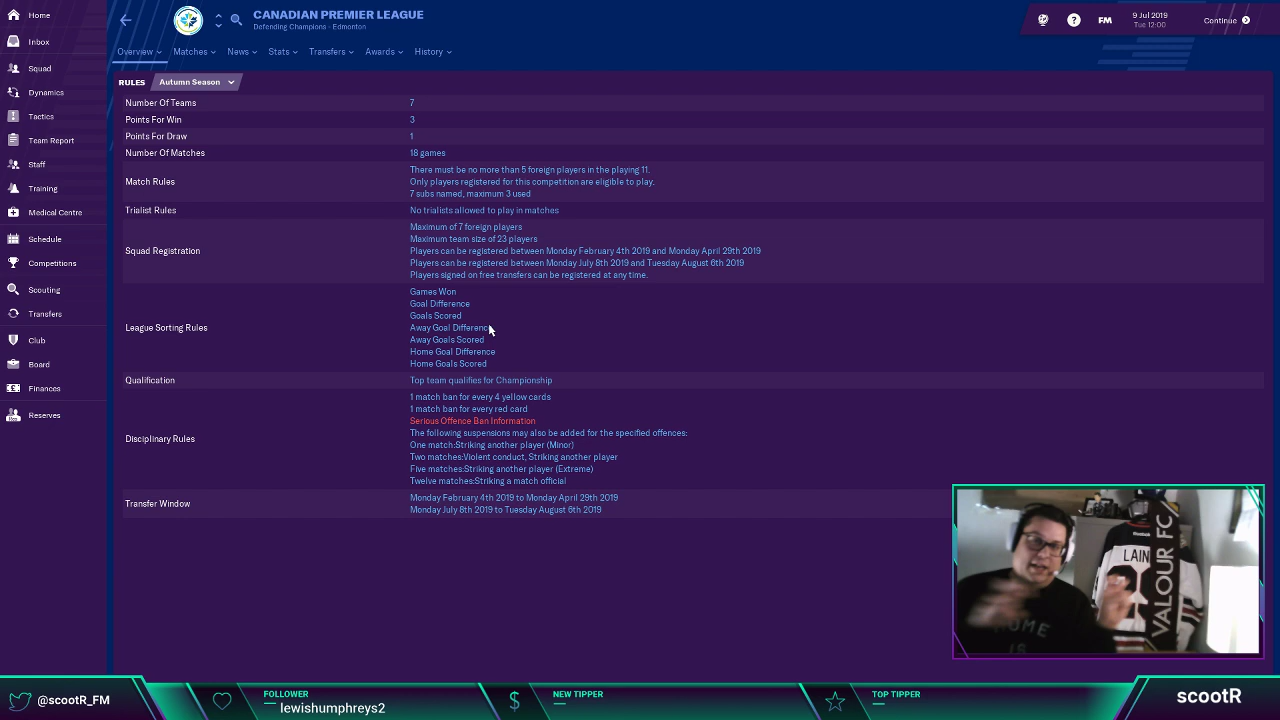 Home
Inbox
Squad
Dynamics
Tactics
Team Report
Staff
Training
Medical Centre
Schedule
Competitions
Scouting
Transfers
Club
Board
Finances
Reserves
CANADIAN PREMIER LEAGUE
Defending Champions - Edmonton
? FM 9 Jul 2019 Continue
Tue 12:00
Overview Matches News Stats Transfers Awards History
RULES Autumn Season
Number Of Teams 7
Points For Win 3
Points For Draw 1
Number Of Matches 18 games
Match Rules
There must be no more than 5 foreign players in the playing 11.
Only players registered for this competition are eligible to play.
7 subs named, maximum 3 used
Trialist Rules No trialists allowed to play in matches
Squad Registration
Maximum of 7 foreign players
Maximum team size of 23 players
Players can be registered between Monday February 4th 2019 and Monday April 29th 2019
Players can be registered between Monday July 8th 2019 and Tuesday August 6th 2019
Players signed on free transfers can be registered at any time.
League Sorting Rules
Games Won
Goal Difference
Goals Scored
Away Goal Difference
Away Goals Scored
Home Goal Difference
Home Goals Scored
Qualification Top team qualifies for Championship
Disciplinary Rules
1 match ban for every 4 yellow cards
1 match ban for every red card
Serious Offence Ban Information
The following suspensions may also be added for the specified offences:
One match:Striking another player (Minor)
Two matches:Violent conduct, Striking another player
Five matches:Striking another player (Extreme)
Twelve matches:Striking a match official
Transfer Window
Monday February 4th 2019 to Monday April 29th 2019
Monday July 8th 2019 to Tuesday August 6th 2019
LAIN
VALOUR FC
HOME
IS
@scootR_FM
FOLLOWER
lewishumphreys2
$
NEW TIPPER
TOP TIPPER
scootR